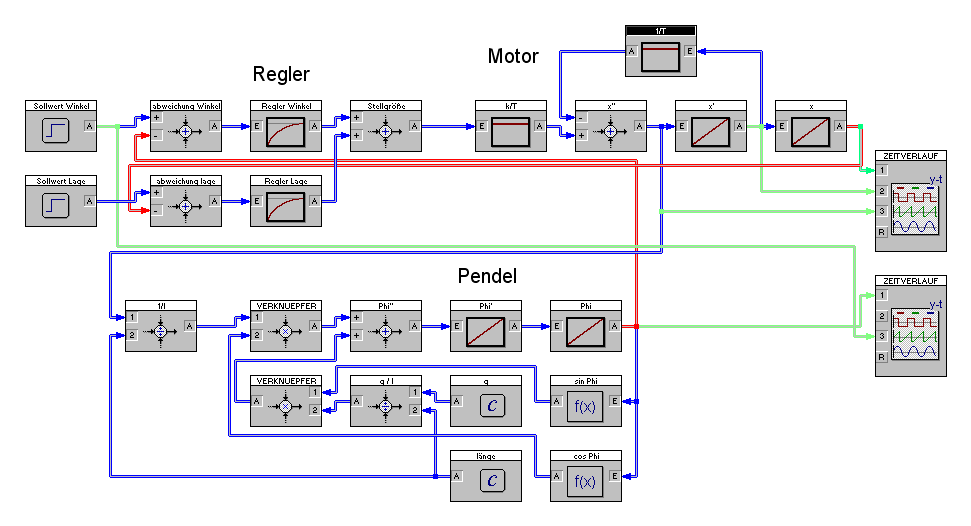 1/T
Motor
A E
Regler
Sollwert Winkel
abweichung Winkel
Regler Winkel
Stellgröße
k/T
x''
x'
x
A
+ - A
E A
+ + A
E A
- + A
E A
E A
ZEITVERLAUF
y-t
1
2
3
R
Sollwert Lage
abweichung lage
Regler Lage
A
+ - A
E A
Pendel
ZEITVERLAUF
y-t
1
2
3
R
1/l
VERKNUEPFER
Phi''
Phi'
Phi
1 2 A
1 2 A
+ + A
E A
E A
VERKNUEPFER
g / l
g
sin Phi
A 1 2
A 1 2
A C
A f(x) E
länge
cos Phi
A C
A f(x) E